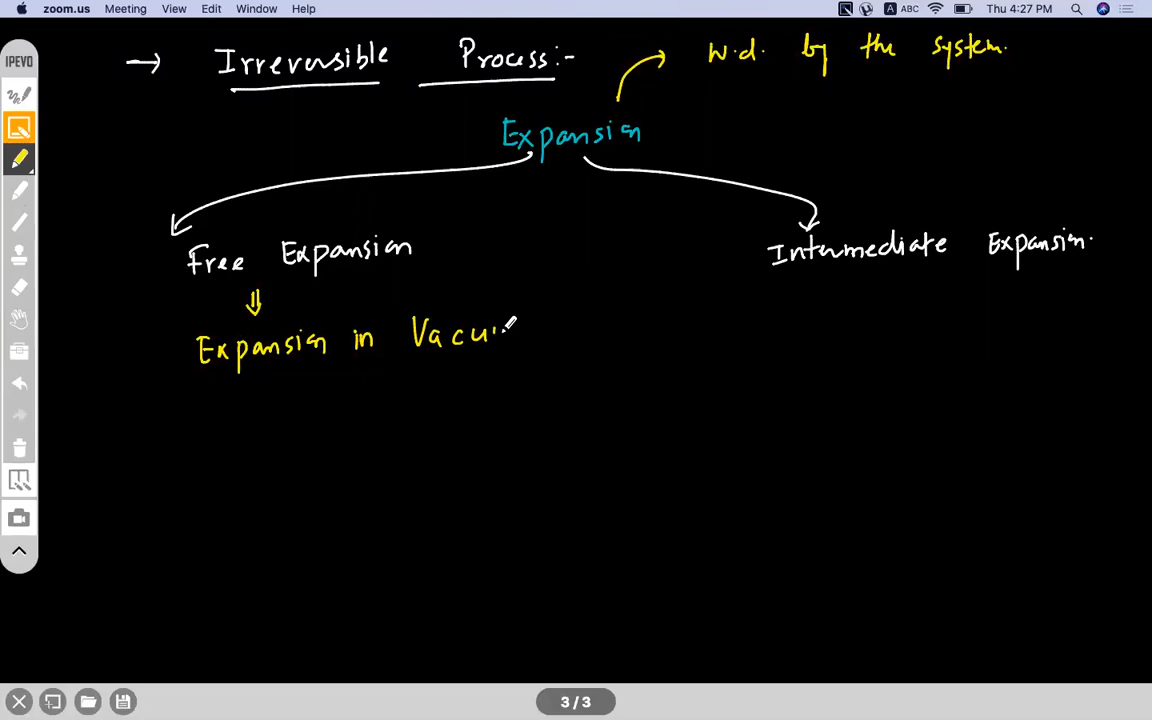 zoom.us Meeting View Edit Window Help ABC Thu 4:27 PM
IPEVO
→ Irreversible Process:-
W.d. by the system.
Expansion
Free Expansion
Intermediate Expansion.
⇓
Expansion in Vacu
3/3